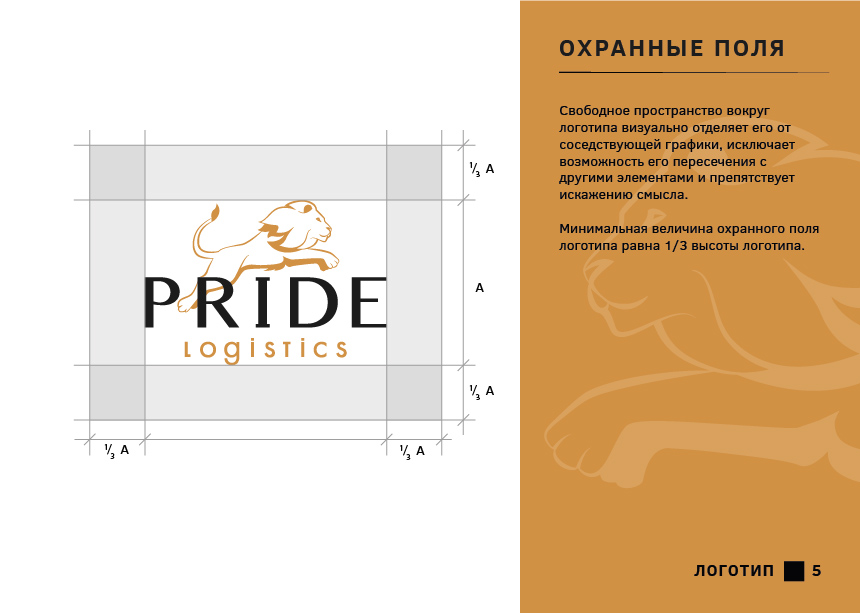 ОХРАННЫЕ ПОЛЯ
Свободное пространство вокруг
логотипа визуально отделяет его от
соседствующей графики, исключает
возможность его пересечения с
другими элементами и препятствует
искажению смысла.
Минимальная величина охранного поля
логотипа равна 1/3 высоты логотипа.
1/3 A
A
1/3 A
1/3 A
1/3 A
PRIDE
Logistics
ЛОГОТИП 5